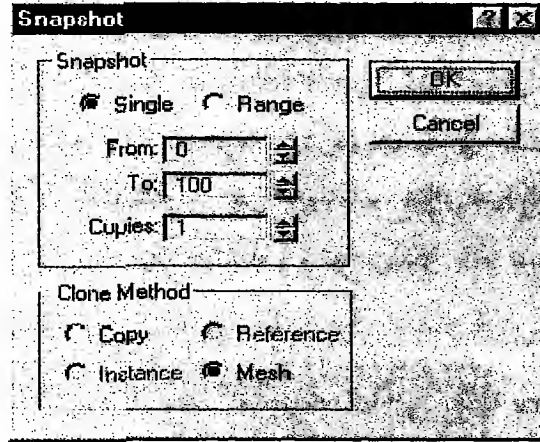 Snapshot
Snapshot
Single Range
From: 0
To: 100
Copies: 1
OK
Cancel
Clone Method
Copy Reference
Instance Mesh